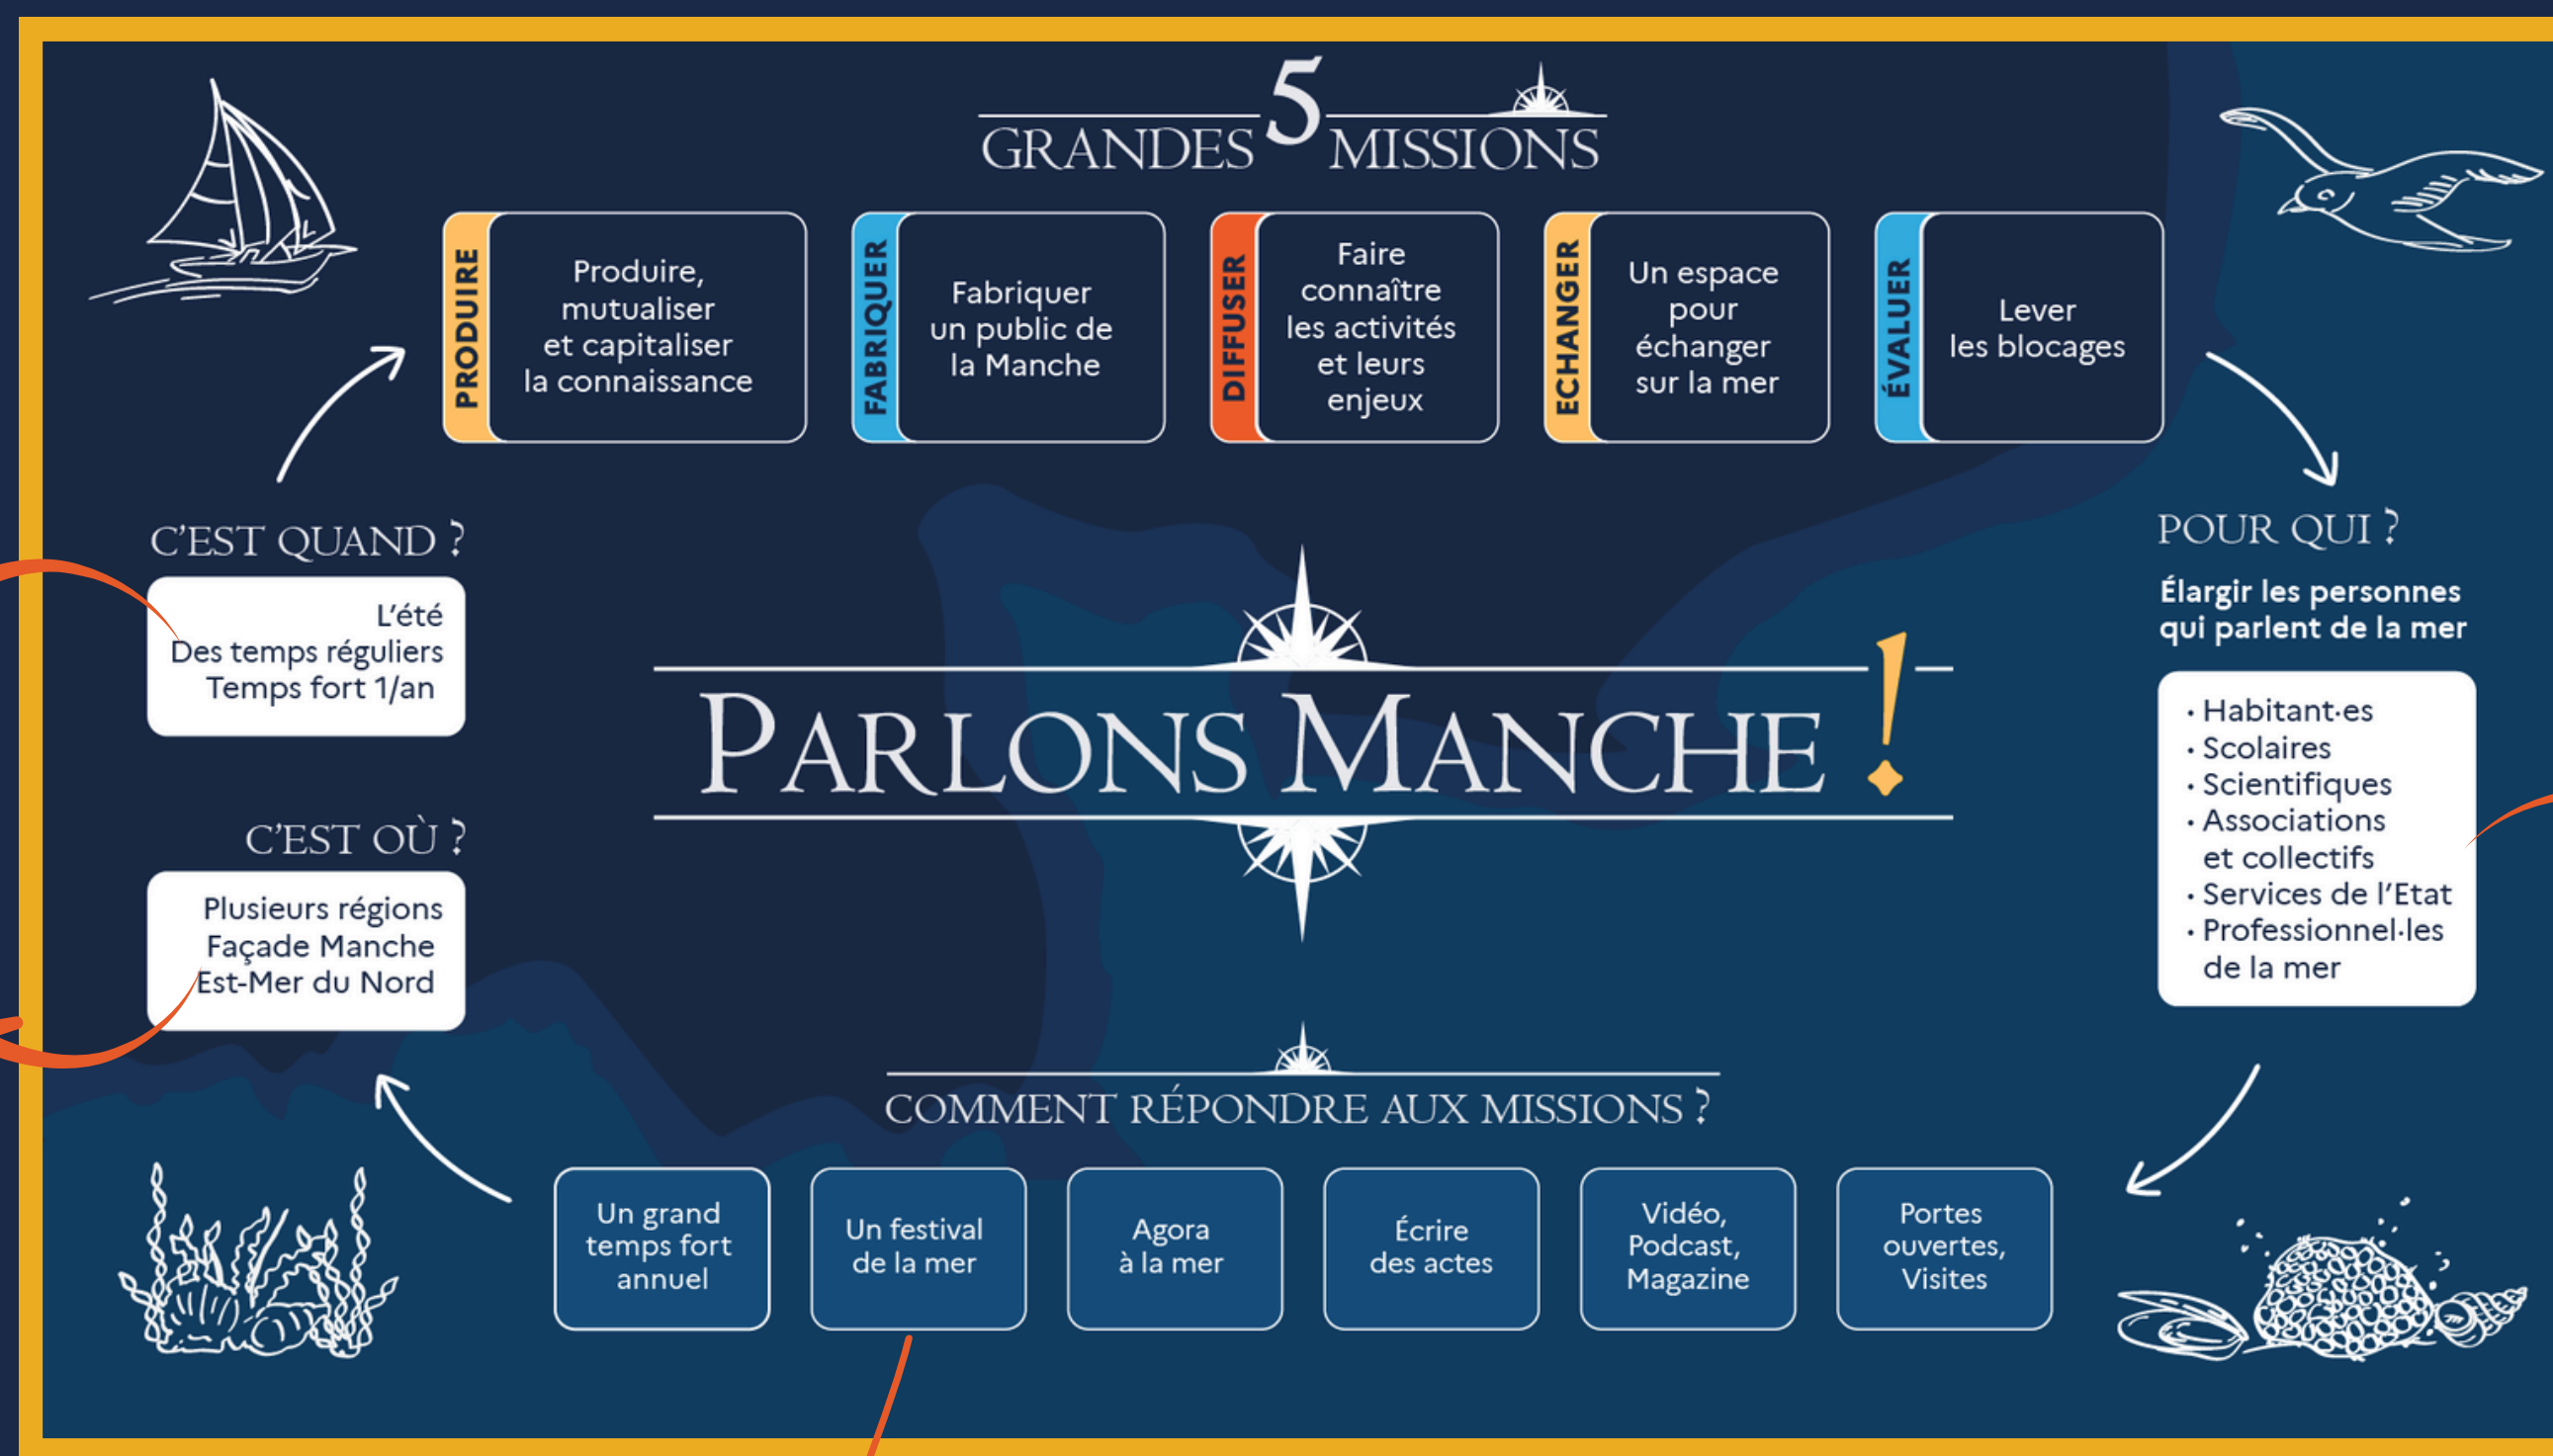 GRANDES 5 MISSIONS
PRODUIRE
Produire,
mutualiser
et capitaliser
la connaissance
FABRIQUER
Fabriquer
un public de
la Manche
DIFFUSER
Faire
connaître
les activités
et leurs
enjeux
ECHANGER
Un espace
pour
échanger
sur la mer
ÉVALUER
Lever
les blocages
C'EST QUAND ?
L'été
Des temps réguliers
Temps fort 1/an
C'EST OÙ ?
Plusieurs régions
Façade Manche
Est-Mer du Nord
PARLONS MANCHE !
POUR QUI ?
Élargir les personnes
qui parlent de la mer
· Habitant·es
· Scolaires
· Scientifiques
· Associations
et collectifs
· Services de l'Etat
· Professionnel·les
de la mer
COMMENT RÉPONDRE AUX MISSIONS ?
Un grand
temps fort
annuel
Un festival
de la mer
Agora
à la mer
Écrire
des actes
Vidéo,
Podcast,
Magazine
Portes
ouvertes,
Visites